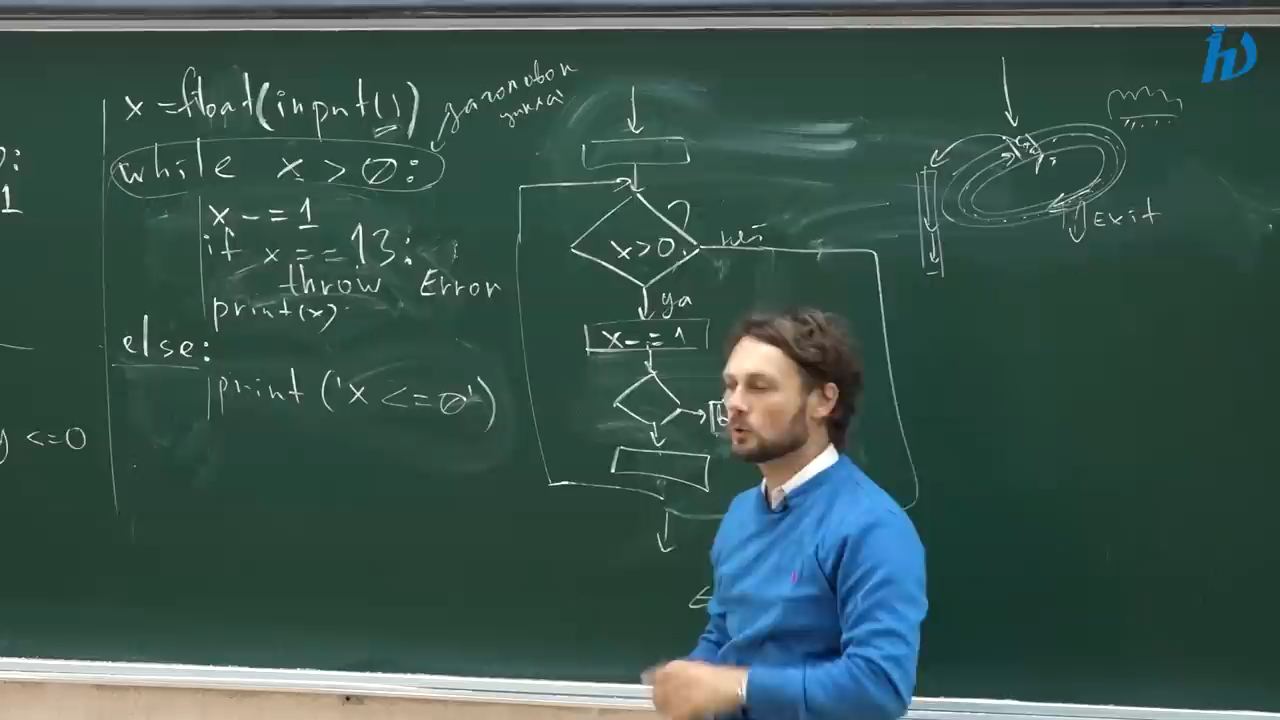 x =float(input())
заголовок
цикла
while x > 0:
x -= 1
if x == 13:
throw Error
print(x)
else:
print ('x <= 0')
1
y <= 0
x > 0
?
нет
да
x -= 1
Exit